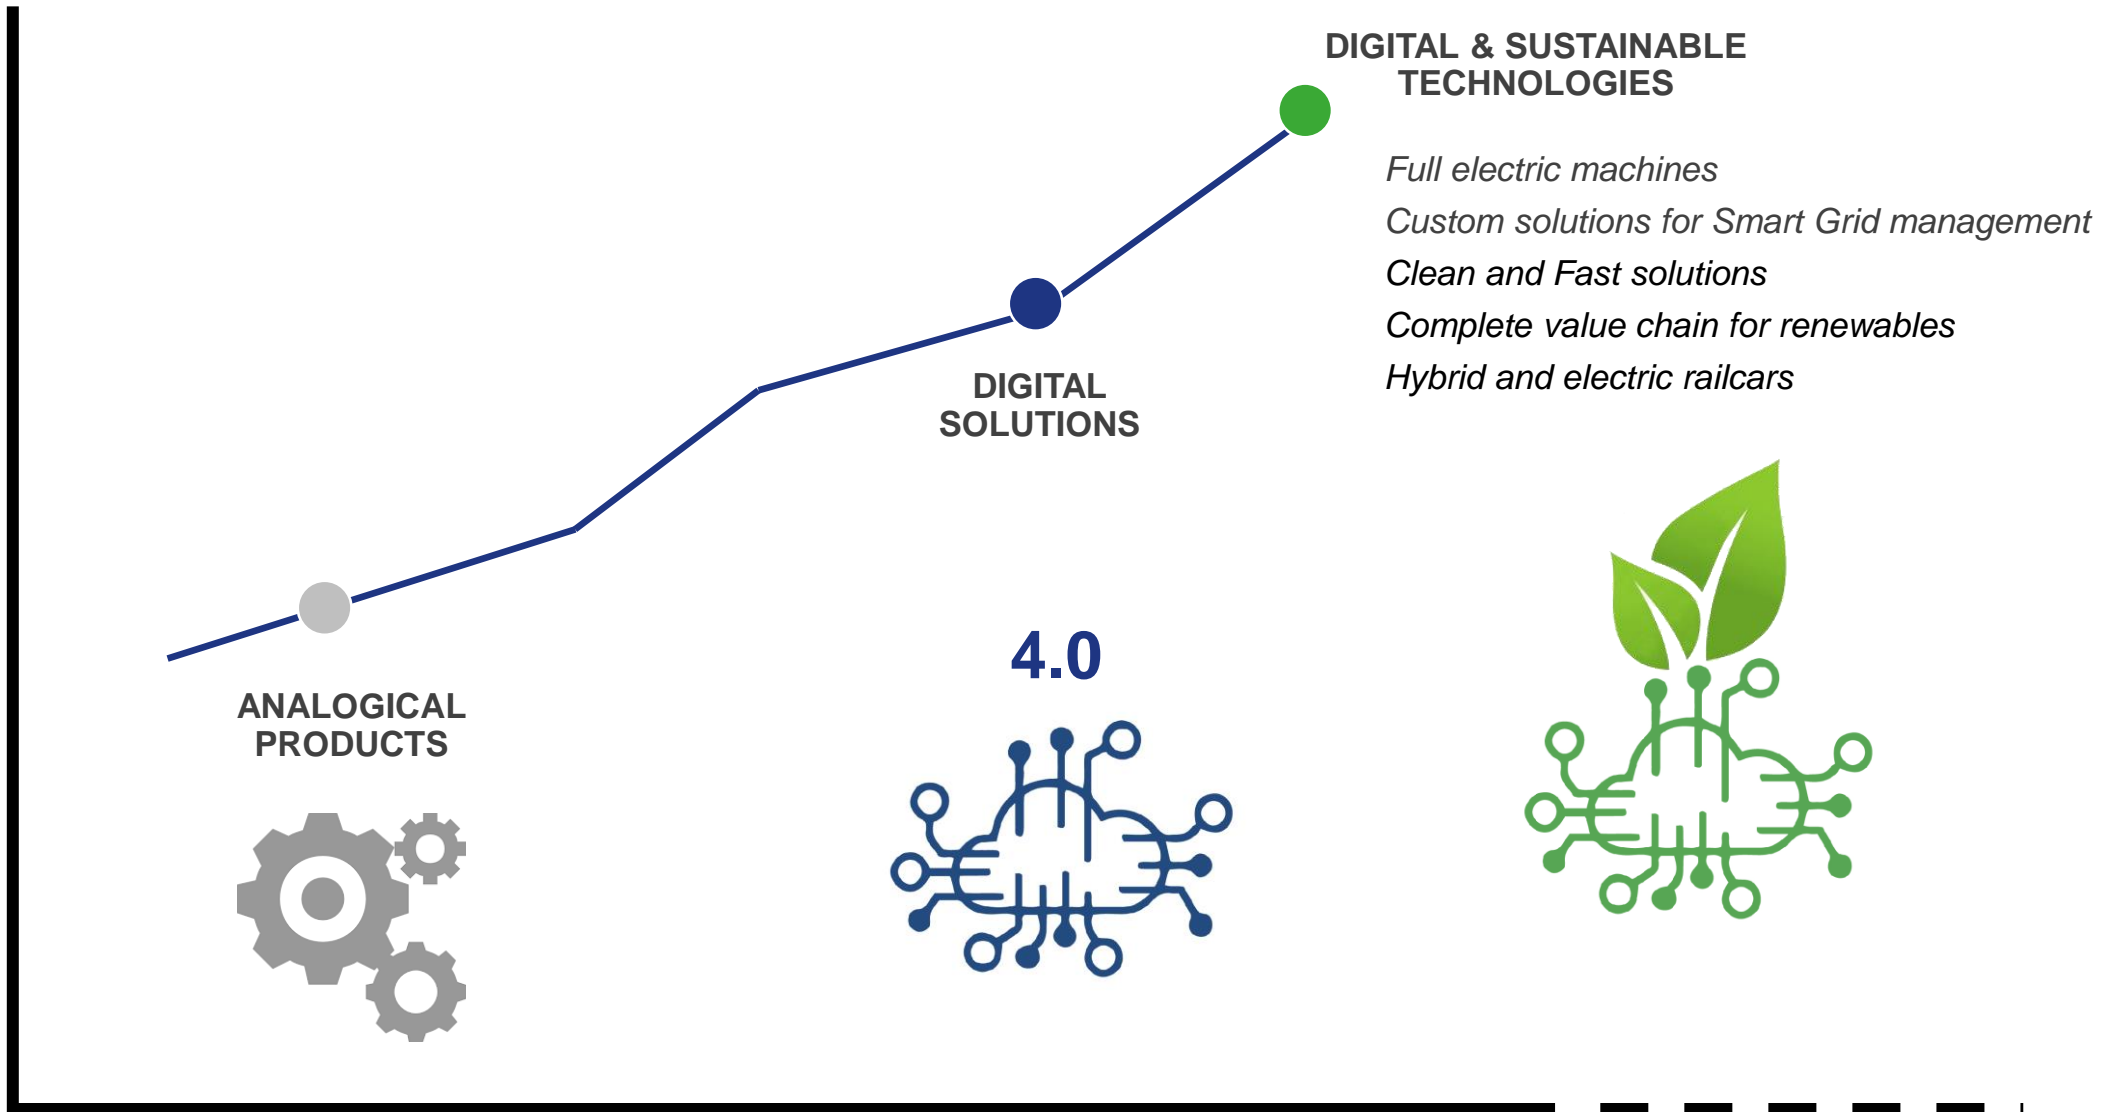 DIGITAL & SUSTAINABLE
TECHNOLOGIES
Full electric machines
Custom solutions for Smart Grid management
Clean and Fast solutions
Complete value chain for renewables
Hybrid and electric railcars
DIGITAL
SOLUTIONS
4.0
ANALOGICAL
PRODUCTS